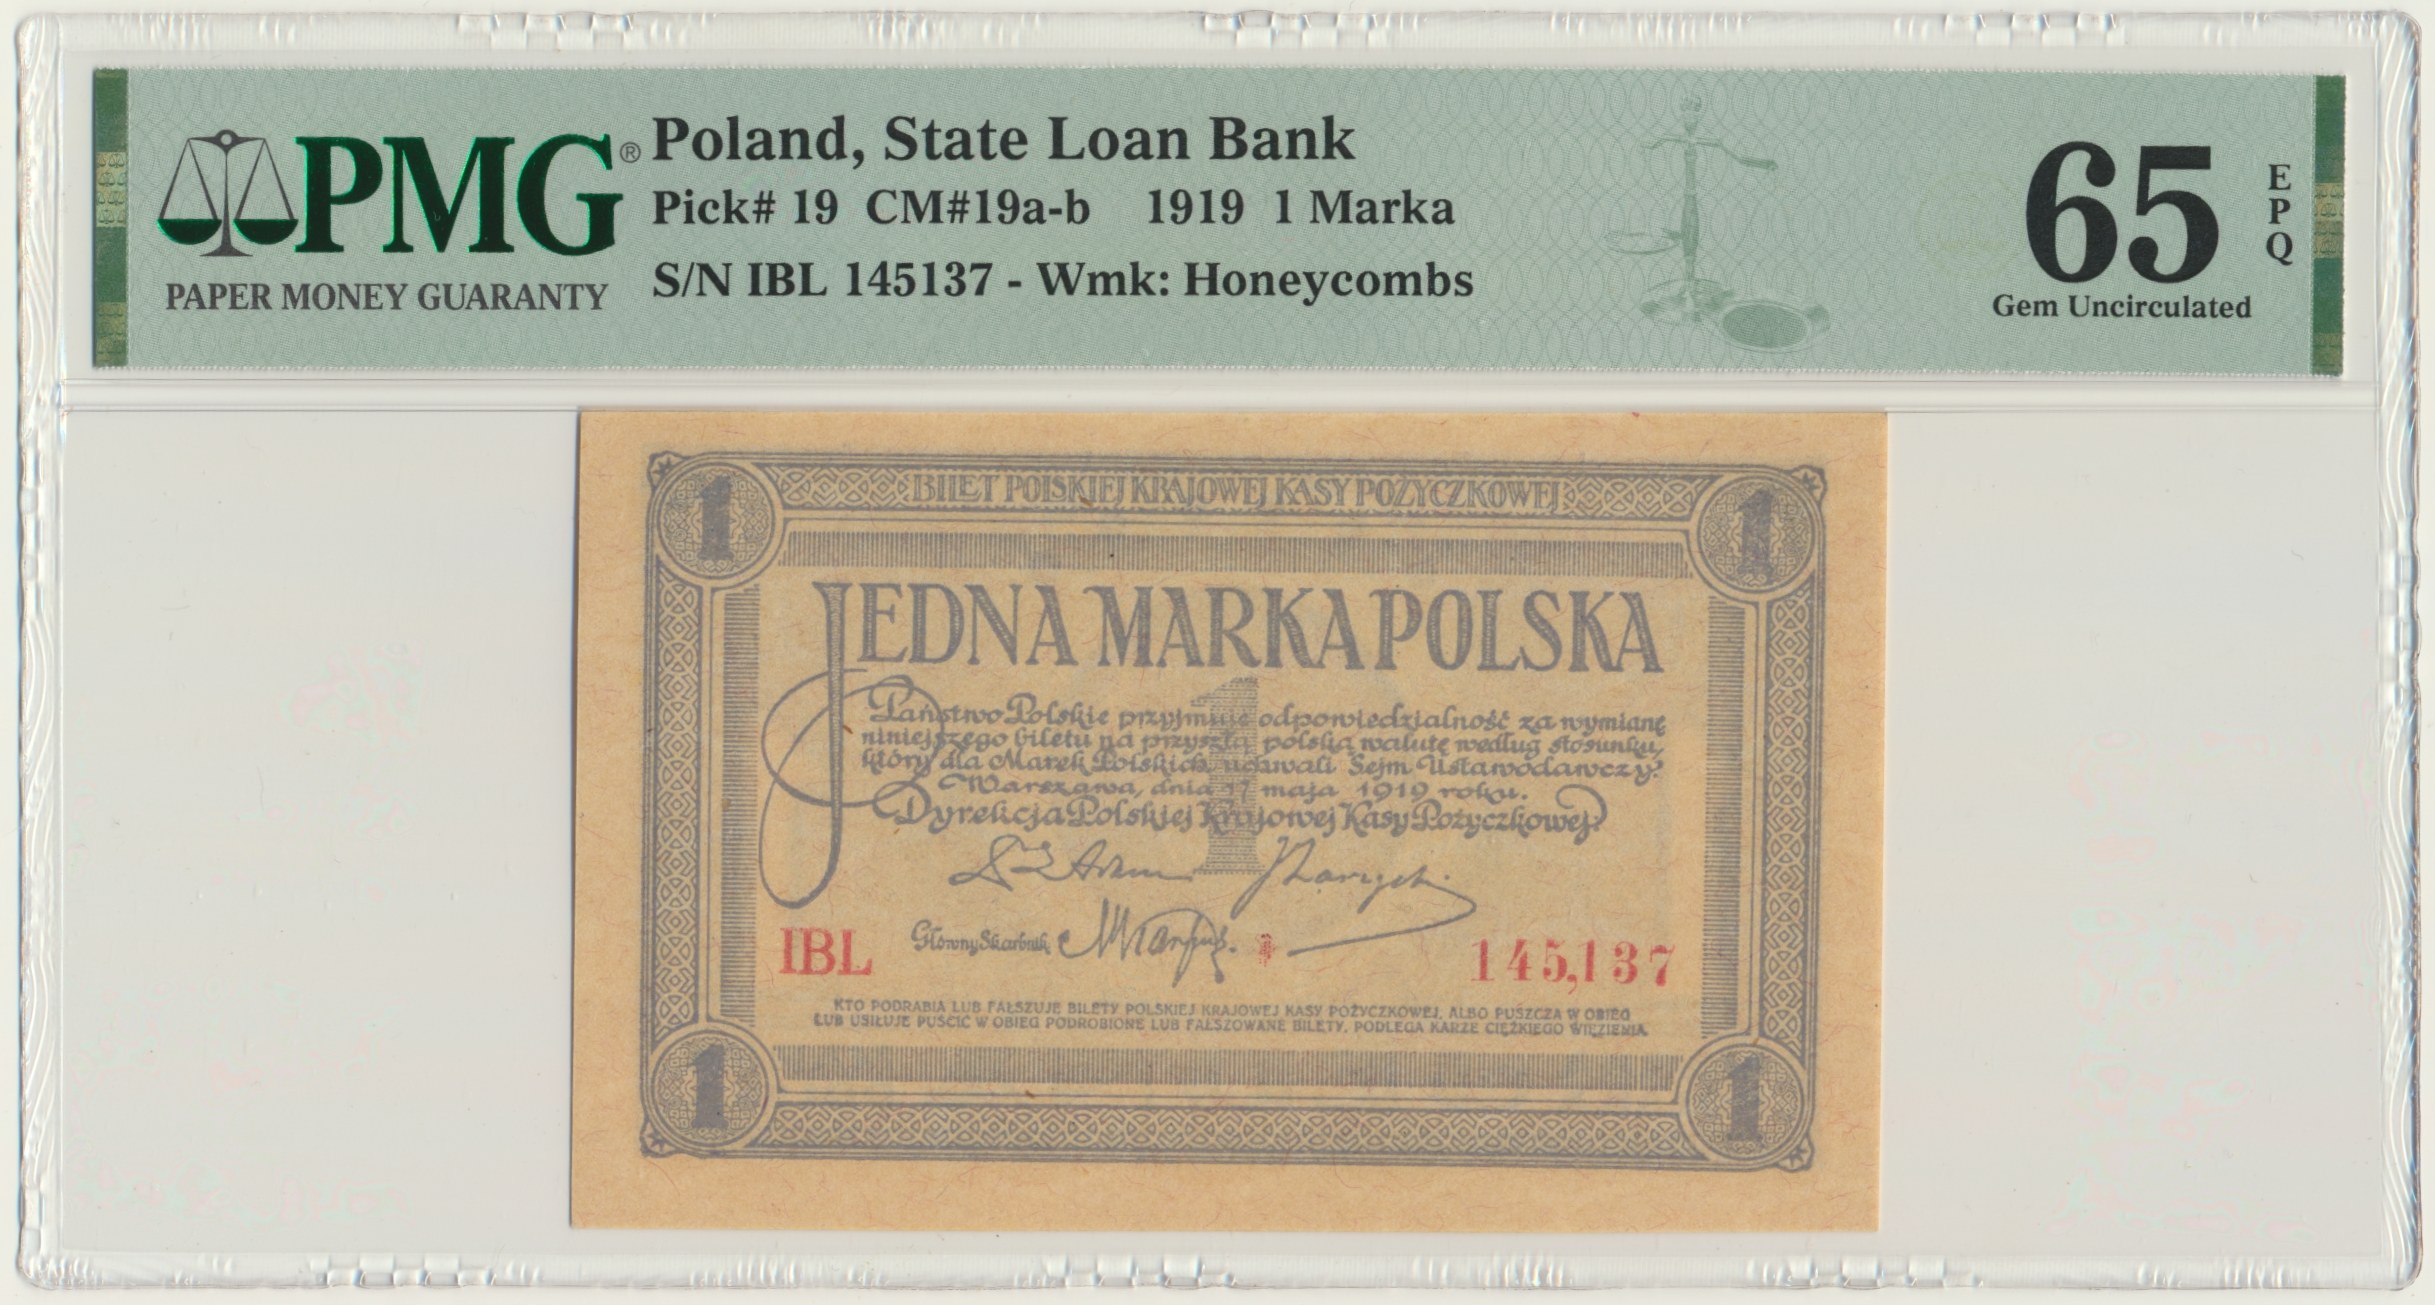 PMG® Poland, State Loan Bank
Pick# 19 CM#19a-b 1919 1 Marka
PAPER MONEY GUARANTY
S/N IBL 145137 - Wmk: Honeycombs
65 EPQ
Gem Uncirculated
1 BILET POLSKIEJ KRAJOWEJ KASY POŻYCZKOWEJ 1
JEDNA MARKA POLSKA
1
Państwo Polskie przyjmuje odpowiedzialność za wymianę
niniejszego biletu na przyszłą polską walutę według stosunku,
który dla Marek Polskich uchwali Sejm Ustawodawczy.
Warszawa, dnia 17 maja 1919 roku.
Dyrekcja Polskiej Krajowej Kasy Pożyczkowej
Główny Skarbnik
IBL 145,137
KTO PODRABIA LUB FAŁSZUJE BILETY POLSKIEJ KRAJOWEJ KASY POŻYCZKOWEJ, ALBO PUSZCZA W OBIEG
LUB USIŁUJE PUŚCIĆ W OBIEG PODROBIONE LUB FAŁSZOWANE BILETY, PODLEGA KARZE CIĘŻKIEGO WIĘZIENIA
1 1